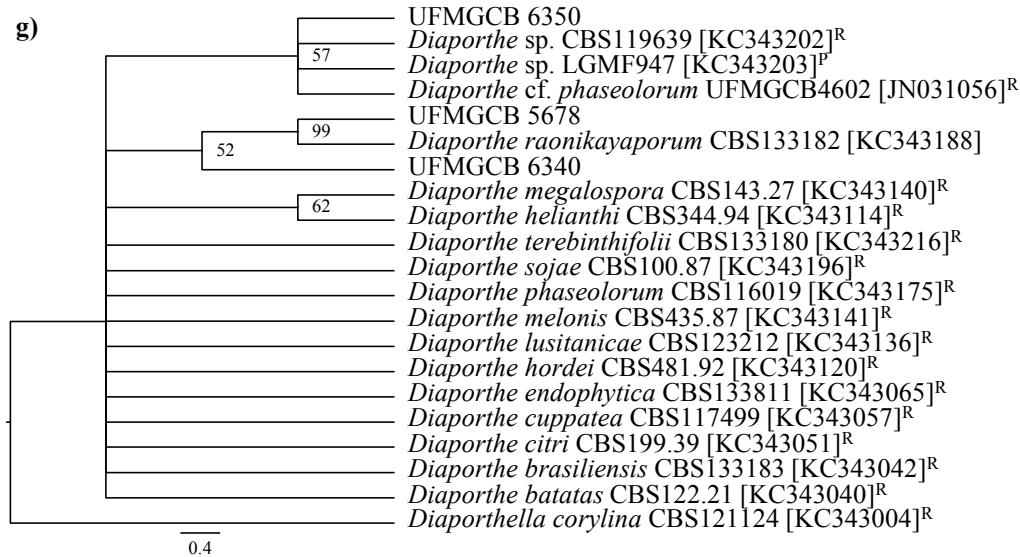 g)
UFMGCB 6350
Diaporthe sp. CBS119639 [KC343202]ᴿ
57
Diaporthe sp. LGMF947 [KC343203]ᴾ
Diaporthe cf. phaseolorum UFMGCB4602 [JN031056]ᴿ
UFMGCB 5678
99
Diaporthe raonikayaporum CBS133182 [KC343188]
52
UFMGCB 6340
Diaporthe megalospora CBS143.27 [KC343140]ᴿ
62
Diaporthe helianthi CBS344.94 [KC343114]ᴿ
Diaporthe terebinthifolii CBS133180 [KC343216]ᴿ
Diaporthe sojae CBS100.87 [KC343196]ᴿ
Diaporthe phaseolorum CBS116019 [KC343175]ᴿ
Diaporthe melonis CBS435.87 [KC343141]ᴿ
Diaporthe lusitanicae CBS123212 [KC343136]ᴿ
Diaporthe hordei CBS481.92 [KC343120]ᴿ
Diaporthe endophytica CBS133811 [KC343065]ᴿ
Diaporthe cuppatea CBS117499 [KC343057]ᴿ
Diaporthe citri CBS199.39 [KC343051]ᴿ
Diaporthe brasiliensis CBS133183 [KC343042]ᴿ
Diaporthe batatas CBS122.21 [KC343040]ᴿ
Diaporthella corylina CBS121124 [KC343004]ᴿ
0.4